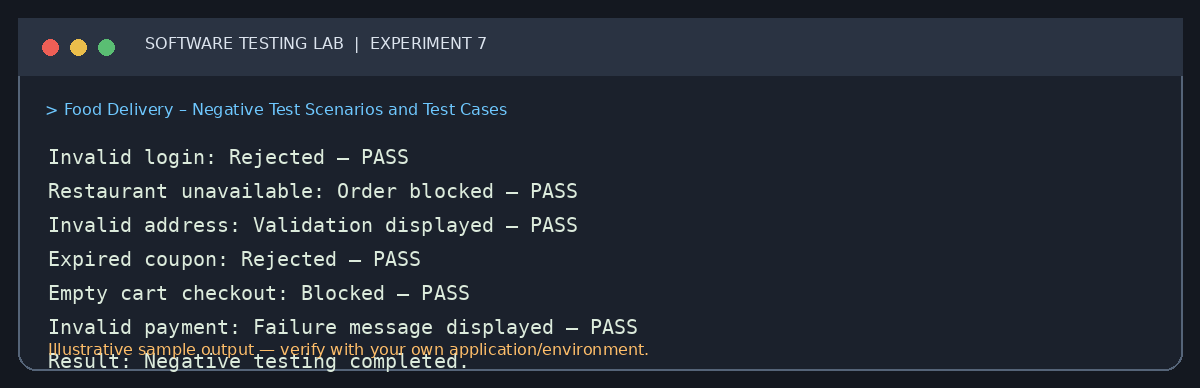 SOFTWARE TESTING LAB | EXPERIMENT 7
> Food Delivery – Negative Test Scenarios and Test Cases
Invalid login: Rejected — PASS
Restaurant unavailable: Order blocked — PASS
Invalid address: Validation displayed — PASS
Expired coupon: Rejected — PASS
Empty cart checkout: Blocked — PASS
Invalid payment: Failure message displayed — PASS
Illustrative sample output — verify with your own application/environment.
Result: Negative testing completed.